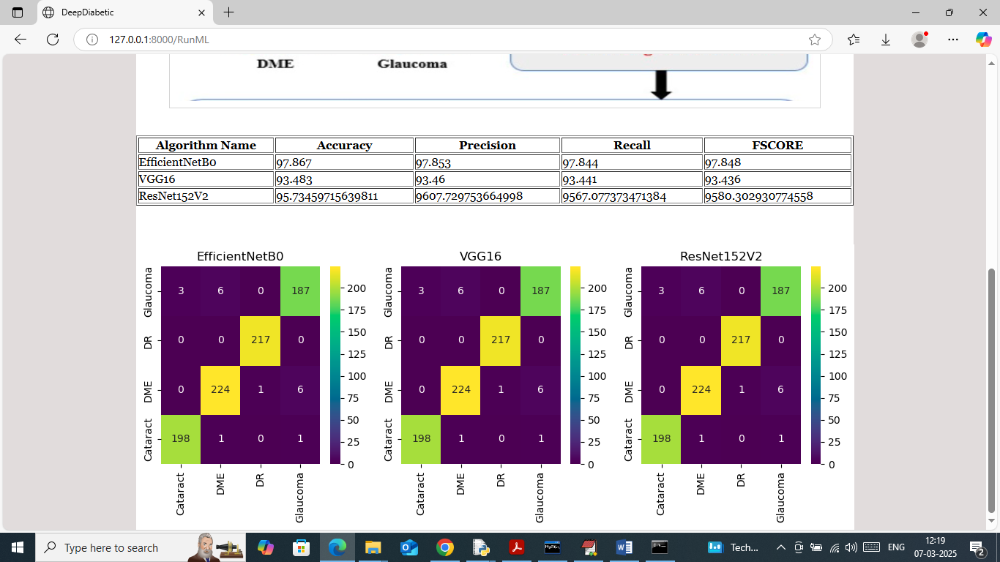 DeepDiabetic
127.0.0.1:8000/RunML
DME Glaucoma
Algorithm Name Accuracy Precision Recall FSCORE
EfficientNetB0 97.867 97.853 97.844 97.848
VGG16 93.483 93.46 93.441 93.436
ResNet152V2 95.73459715639811 9607.729753664998 9567.077373471384 9580.302930774558
EfficientNetB0 VGG16 ResNet152V2
Glaucoma 3 6 0 187 200 Glaucoma 3 6 0 187 200 Glaucoma 3 6 0 187 200
175 175 175
DR 0 0 217 0 150 DR 0 0 217 0 150 DR 0 0 217 0 150
125 125 125
100 100 100
DME 0 224 1 6 75 DME 0 224 1 6 75 DME 0 224 1 6 75
50 50 50
Cataract 198 1 0 1 25 Cataract 198 1 0 1 25 Cataract 198 1 0 1 25
0 0 0
Cataract DME DR Glaucoma Cataract DME DR Glaucoma Cataract DME DR Glaucoma
Type here to search
Tech... ENG 12:19
07-03-2025 2